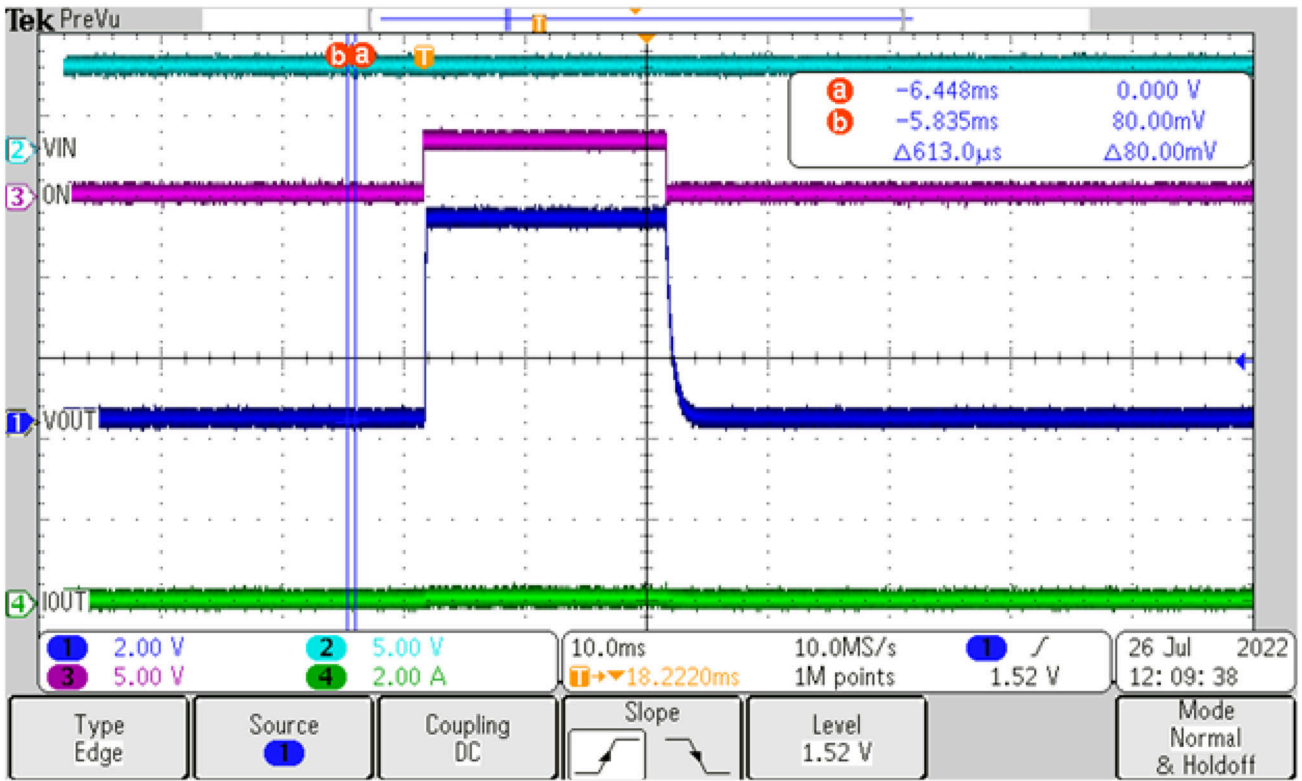 Tek PreVu
T
b a T
a -6.448ms 0.000 V
b -5.835ms 80.00mV
Δ613.0μs Δ80.00mV
2 VIN
3 ON
1 VOUT
4 IOUT
1 2.00 V 2 5.00 V
3 5.00 V 4 2.00 A
10.0ms 10.0MS/s 1
T→▼18.2220ms 1M points 1.52 V
26 Jul 2022
12:09:38
Type
Edge
Source
1
Coupling
DC
Slope
Level
1.52 V
Mode
Normal
& Holdoff